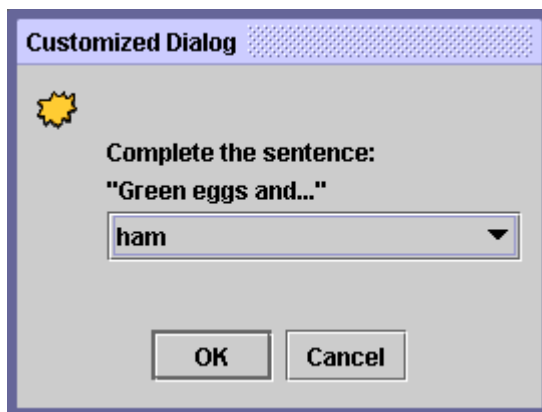 Customized Dialog
Complete the sentence:
"Green eggs and..."
ham
OK Cancel